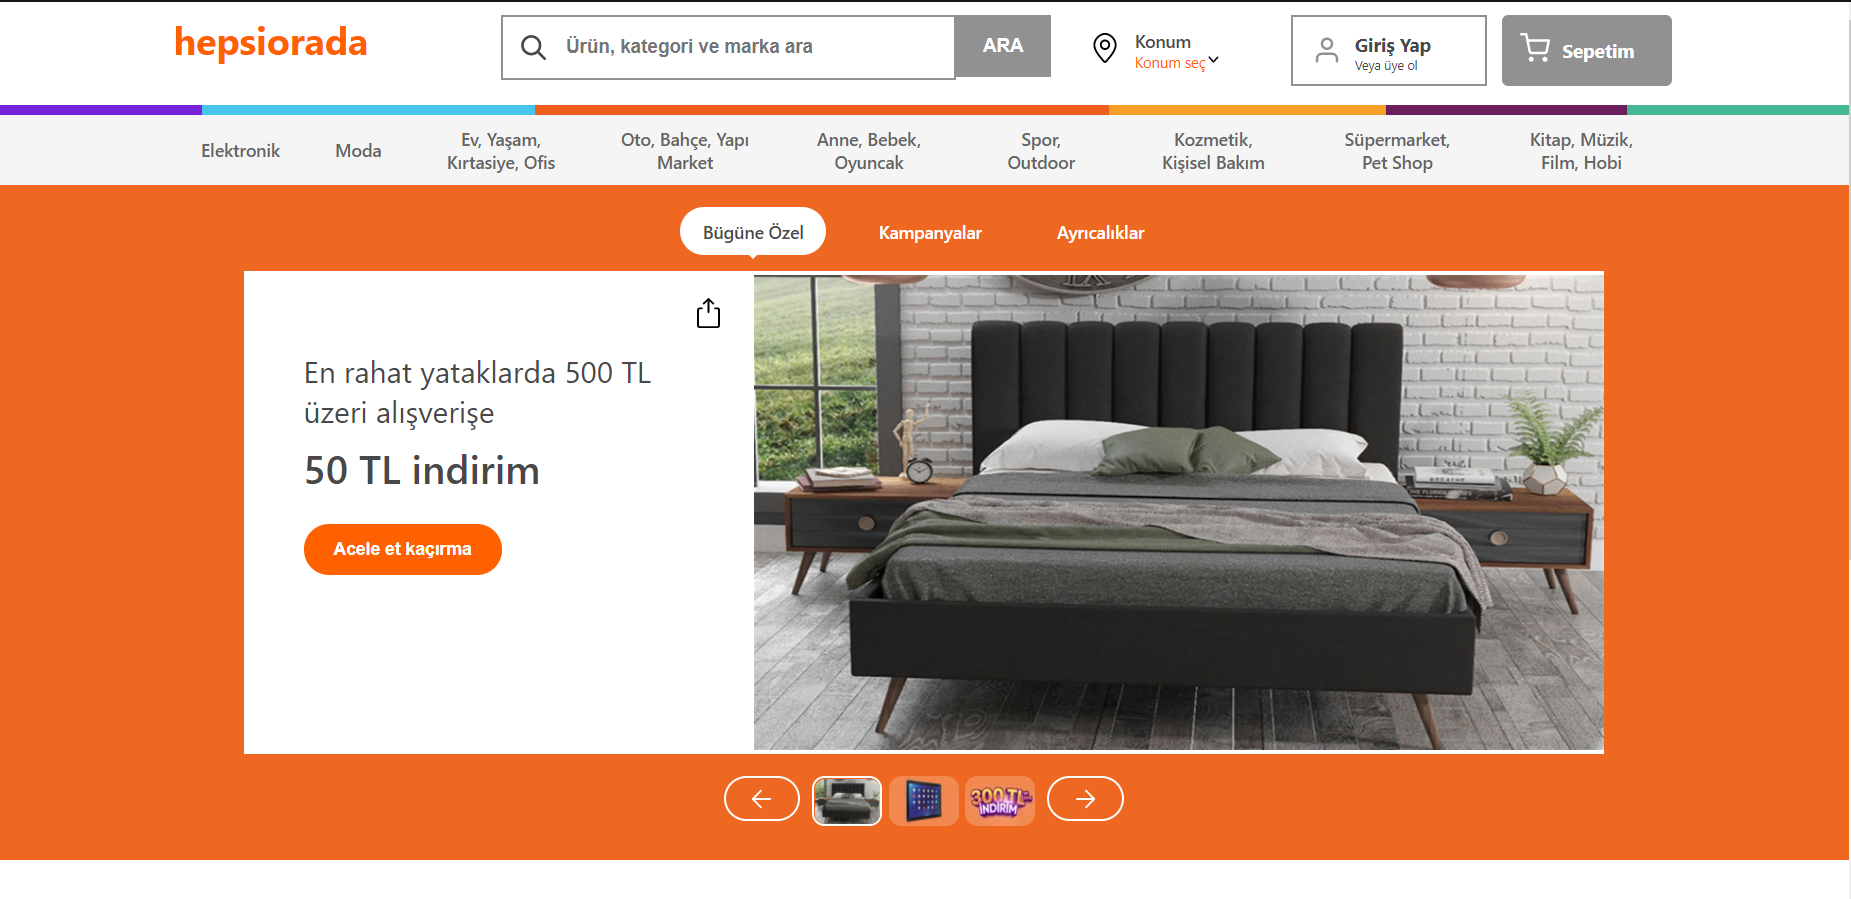 hepsiorada
Ürün, kategori ve marka ara
ARA
Konum
Konum seç
Giriş Yap
Veya üye ol
Sepetim
Elektronik
Moda
Ev, Yaşam,
Kırtasiye, Ofis
Oto, Bahçe, Yapı
Market
Anne, Bebek,
Oyuncak
Spor,
Outdoor
Kozmetik,
Kişisel Bakım
Süpermarket,
Pet Shop
Kitap, Müzik,
Film, Hobi
Bügüne Özel
Kampanyalar
Ayrıcalıklar
En rahat yataklarda 500 TL
üzeri alışverişe
50 TL indirim
Acele et kaçırma
BREATHE
300 TL
İNDİRİM